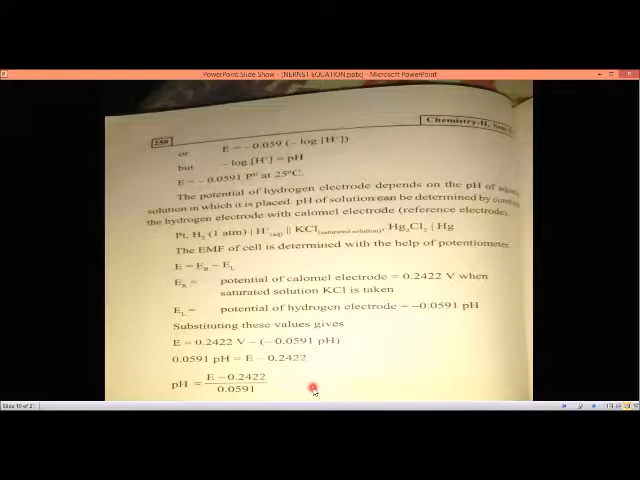 PowerPoint Slide Show - [NERNST EQUATION.pptx] - Microsoft PowerPoint
258
Chemistry-II,
or E = – 0.059 (– log [H⁺])
but – log [H⁺] = pH
E = – 0.0591 Pᴴ at 25°C.
The potential of hydrogen electrode depends on the pH of
solution in which it is placed. pH of solution can be determined by
the hydrogen electrode with calomel electrode (reference electrode).
Pt, H₂ (1 atm) | H⁺(aq) || KCl(saturated solution), Hg₂Cl₂ | Hg
The EMF of cell is determined with the help of potentiometer.
E = E_R – E_L
E_R = potential of calomel electrode = 0.2422 V when
saturated solution KCl is taken
E_L = potential of hydrogen electrode = –0.0591 pH
Substituting these values gives
E = 0.2422 V – (– 0.0591 pH)
0.0591 pH = E – 0.2422
pH = E – 0.2422
0.0591
Slide 10 of 21